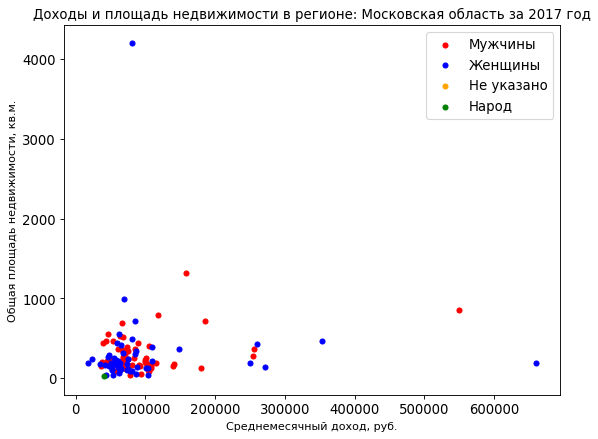 Доходы и площадь недвижимости в регионе: Московская область за 2017 год
Общая площадь недвижимости, кв.м.
4000
3000
2000
1000
0
Мужчины
Женщины
Не указано
Народ
0 100000 200000 300000 400000 500000 600000
Среднемесячный доход, руб.